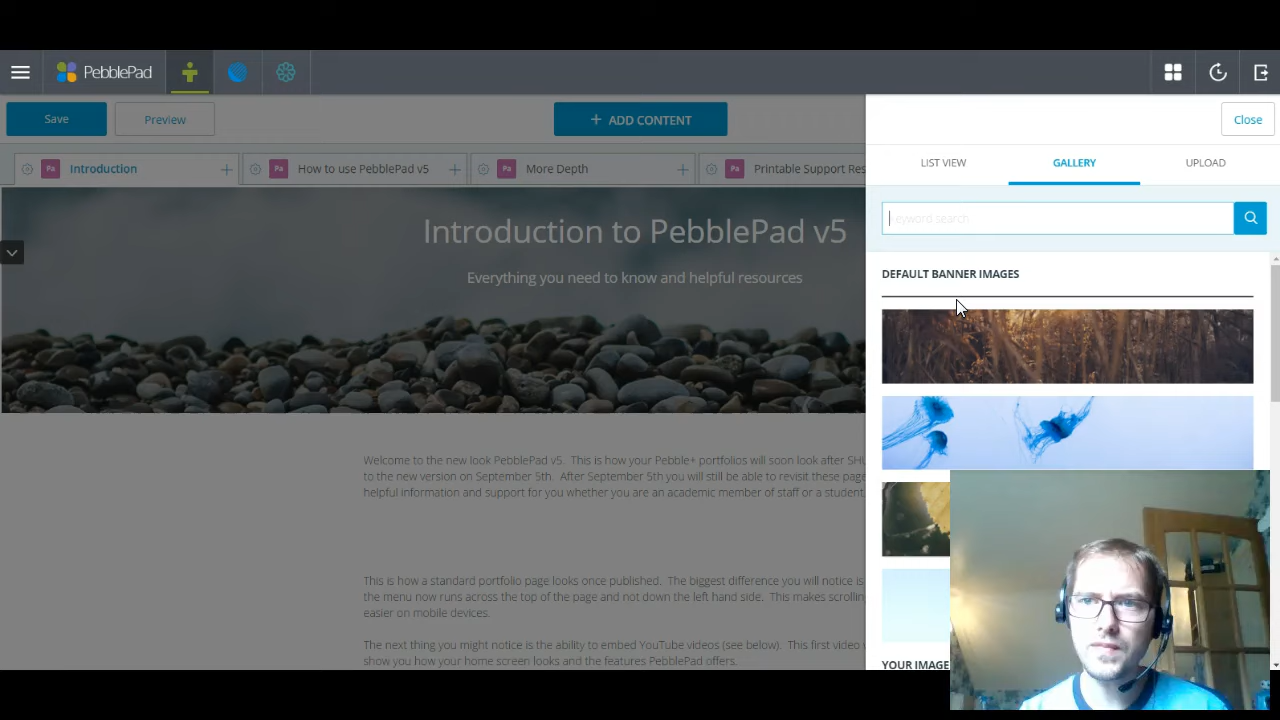 PebblePad
Save
Preview
+ ADD CONTENT
Close
Pa Introduction
Pa How to use PebblePad v5
More Depth
Pa Printable Support Res
LIST VIEW
GALLERY
UPLOAD
eyword search
Introduction to PebblePad v5
Everything you need to know and helpful resources
DEFAULT BANNER IMAGES
Welcome to the new look PebblePad v5. This is how your Pebble+ portfolios will soon look after
to the new version on September 5th. After September 5th you will still be able to revisit these page
helpful information and support for you whether you are an academic member of staff or a student,
This is how a standard portfolio page looks once published. The biggest difference you will notice is
the menu now runs across the top of the page and not down the left hand side. This makes scrolling
easier on mobile devices.
The next thing you might notice is the ability to embed YouTube videos (see below). This first video
show you how your home screen looks and the features PebblePad offers.
YOUR IMAGE